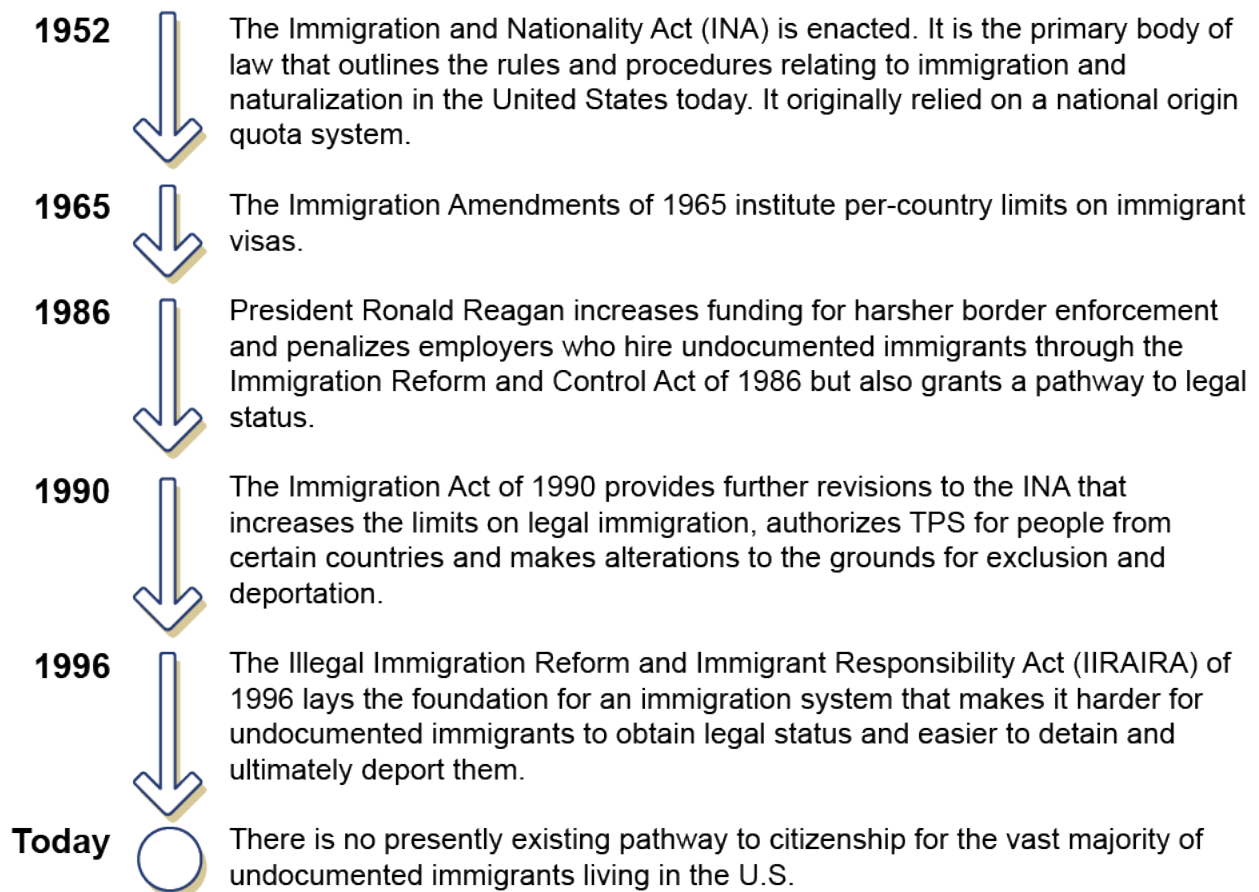 1952
The Immigration and Nationality Act (INA) is enacted. It is the primary body of
law that outlines the rules and procedures relating to immigration and
naturalization in the United States today. It originally relied on a national origin
quota system.
1965
The Immigration Amendments of 1965 institute per-country limits on immigrant
visas.
1986
President Ronald Reagan increases funding for harsher border enforcement
and penalizes employers who hire undocumented immigrants through the
Immigration Reform and Control Act of 1986 but also grants a pathway to legal
status.
1990
The Immigration Act of 1990 provides further revisions to the INA that
increases the limits on legal immigration, authorizes TPS for people from
certain countries and makes alterations to the grounds for exclusion and
deportation.
1996
The Illegal Immigration Reform and Immigrant Responsibility Act (IIRAIRA) of
1996 lays the foundation for an immigration system that makes it harder for
undocumented immigrants to obtain legal status and easier to detain and
ultimately deport them.
Today
There is no presently existing pathway to citizenship for the vast majority of
undocumented immigrants living in the U.S.